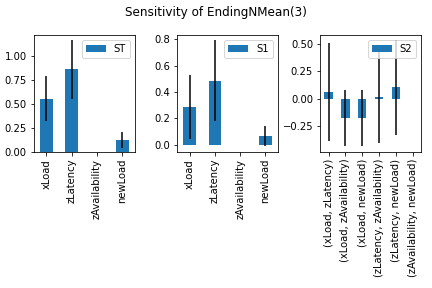 Sensitivity of EndingNMean(3)
ST
1.00
0.75
0.50
0.25
0.00
xLoad
zLatency
zAvailability
newLoad
S1
0.8
0.6
0.4
0.2
0.0
xLoad
zLatency
zAvailability
newLoad
S2
0.50
0.25
0.00
−0.25
(xLoad, zLatency)
(xLoad, zAvailability)
(xLoad, newLoad)
(zLatency, zAvailability)
(zLatency, newLoad)
(zAvailability, newLoad)